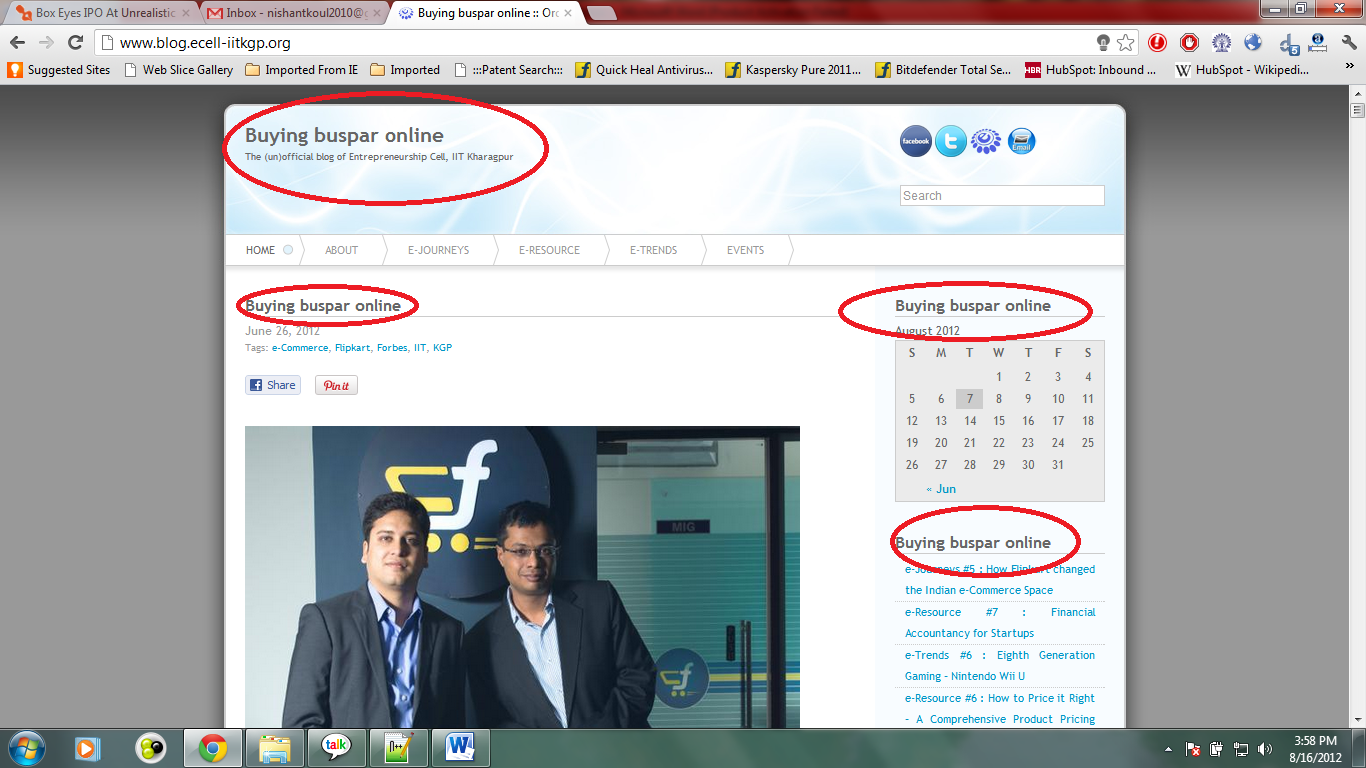 Box Eyes IPO At Unrealistic
Inbox - nishantkoul2010@g
Buying buspar online :: Ord
www.blog.ecell-iitkgp.org
Suggested Sites Web Slice Gallery Imported From IE Imported :::Patent Search::: Quick Heal Antivirus... Kaspersky Pure 2011... Bitdefender Total Se... HBR HubSpot: Inbound ... W HubSpot - Wikipedi... »
Buying buspar online
The (un)official blog of Entrepreneurship Cell, IIT Kharagpur
facebook Email
Search
HOME ABOUT E-JOURNEYS E-RESOURCE E-TRENDS EVENTS
Buying buspar online
June 26, 2012
Tags: e-Commerce, Flipkart, Forbes, IIT, KGP
Share Pin it
MIG
Buying buspar online
August 2012
S M T W T F S
1 2 3 4
5 6 7 8 9 10 11
12 13 14 15 16 17 18
19 20 21 22 23 24 25
26 27 28 29 30 31
« Jun
Buying buspar online
e-Journeys #5 : How Flipkart changed
the Indian e-Commerce Space
e-Resource #7 : Financial
Accountancy for Startups
e-Trends #6 : Eighth Generation
Gaming - Nintendo Wii U
e-Resource #6 : How to Price it Right
- A Comprehensive Product Pricing
talk
3:58 PM
8/16/2012